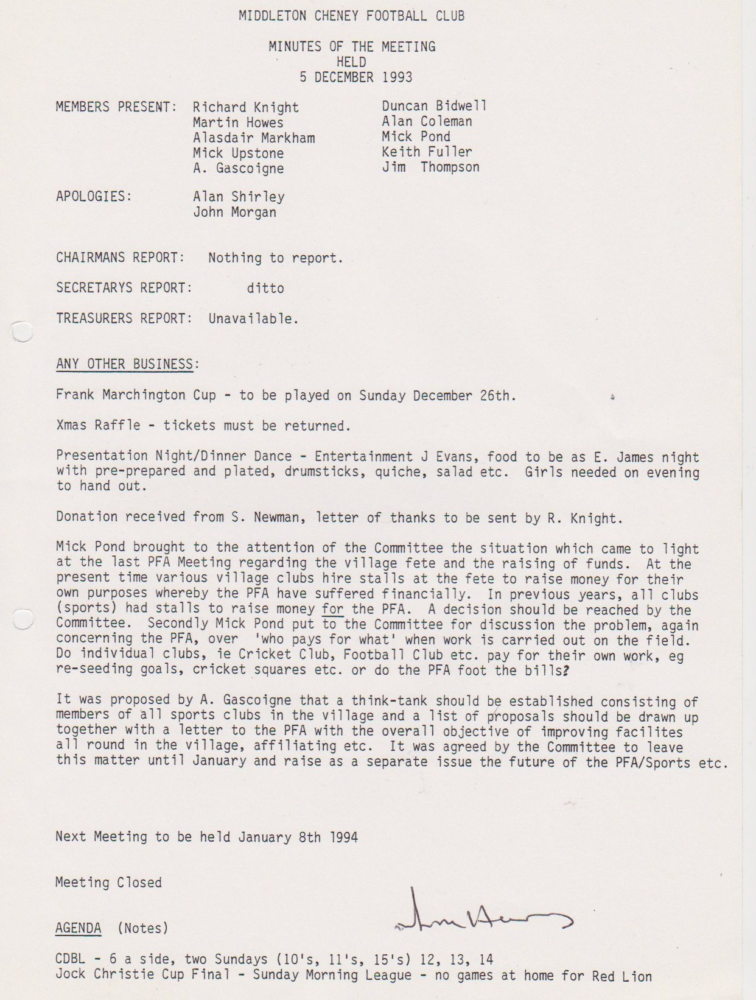 MIDDLETON CHENEY FOOTBALL CLUB
MINUTES OF THE MEETING
HELD
5 DECEMBER 1993
MEMBERS PRESENT: Richard Knight Duncan Bidwell
Martin Howes Alan Coleman
Alasdair Markham Mick Pond
Mick Upstone Keith Fuller
A. Gascoigne Jim Thompson
APOLOGIES: Alan Shirley
John Morgan
CHAIRMANS REPORT: Nothing to report.
SECRETARYS REPORT: ditto
TREASURERS REPORT: Unavailable.
ANY OTHER BUSINESS:
Frank Marchington Cup - to be played on Sunday December 26th.
Xmas Raffle - tickets must be returned.
Presentation Night/Dinner Dance - Entertainment J Evans, food to be as E. James night
with pre-prepared and plated, drumsticks, quiche, salad etc. Girls needed on evening
to hand out.
Donation received from S. Newman, letter of thanks to be sent by R. Knight.
Mick Pond brought to the attention of the Committee the situation which came to light
at the last PFA Meeting regarding the village fete and the raising of funds. At the
present time various village clubs hire stalls at the fete to raise money for their
own purposes whereby the PFA have suffered financially. In previous years, all clubs
(sports) had stalls to raise money for the PFA. A decision should be reached by the
Committee. Secondly Mick Pond put to the Committee for discussion the problem, again
concerning the PFA, over 'who pays for what' when work is carried out on the field.
Do individual clubs, ie Cricket Club, Football Club etc. pay for their own work, eg
re-seeding goals, cricket squares etc. or do the PFA foot the bills?
It was proposed by A. Gascoigne that a think-tank should be established consisting of
members of all sports clubs in the village and a list of proposals should be drawn up
together with a letter to the PFA with the overall objective of improving facilites
all round in the village, affiliating etc. It was agreed by the Committee to leave
this matter until January and raise as a separate issue the future of the PFA/Sports etc.
Next Meeting to be held January 8th 1994
Meeting Closed
AGENDA (Notes)
CDBL - 6 a side, two Sundays (10's, 11's, 15's) 12, 13, 14
Jock Christie Cup Final - Sunday Morning League - no games at home for Red Lion